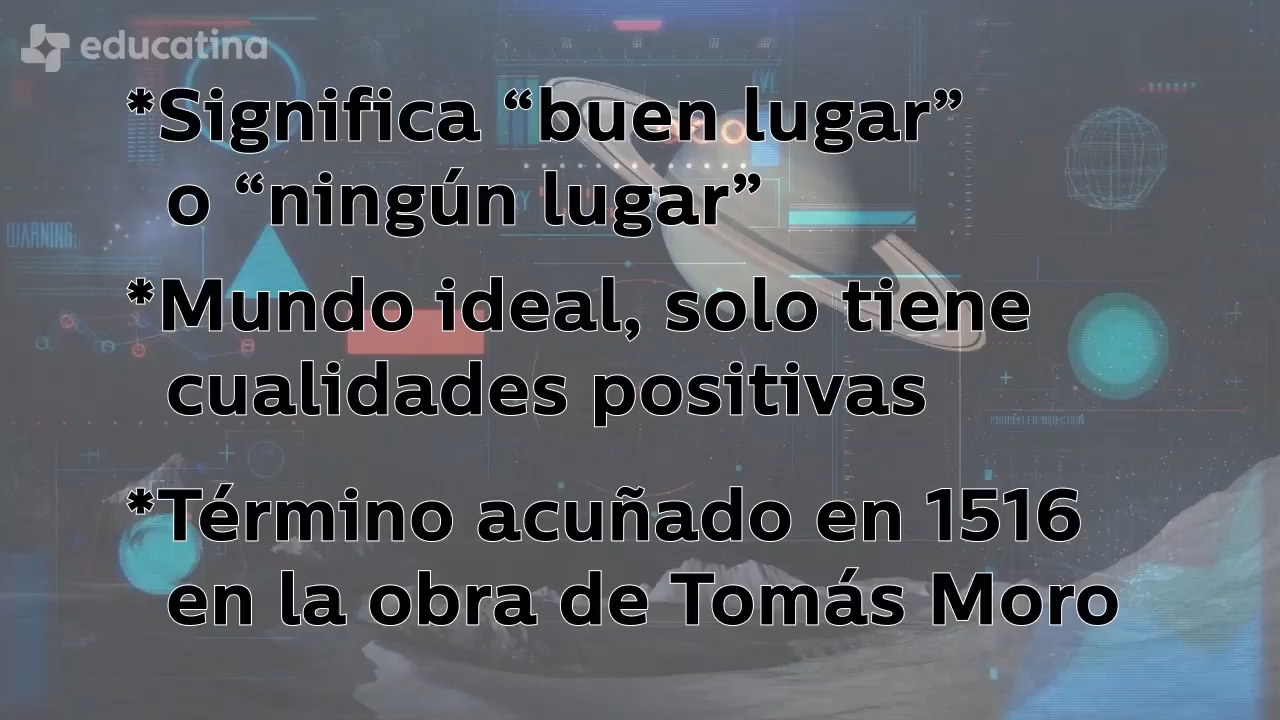 educatina
*Significa “buen lugar”
o “ningún lugar”
WARNING
*Mundo ideal, solo tiene
cualidades positivas
*Término acuñado en 1516
en la obra de Tomás Moro